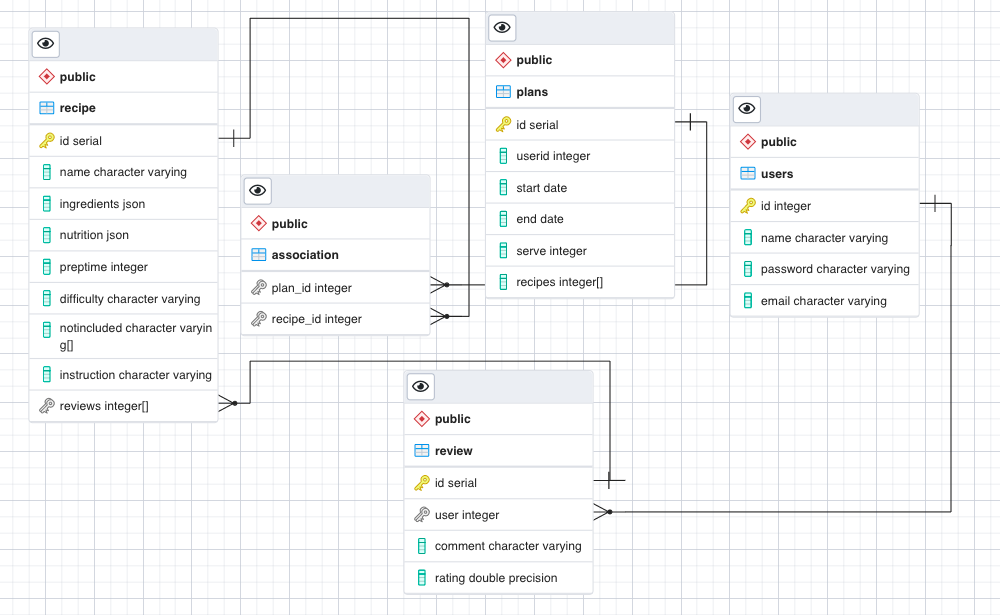 public
recipe
id serial
name character varying
ingredients json
nutrition json
preptime integer
difficulty character varying
notincluded character varyin
g[]
instruction character varying
reviews integer[]
public
association
plan_id integer
recipe_id integer
public
plans
id serial
userid integer
start date
end date
serve integer
recipes integer[]
public
users
id integer
name character varying
password character varying
email character varying
public
review
id serial
user integer
comment character varying
rating double precision